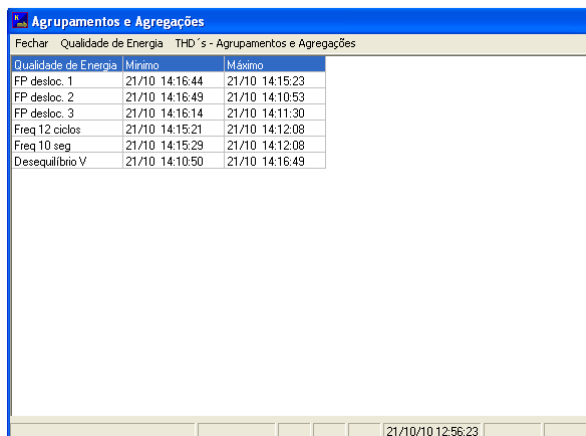 Agrupamentos e Agregações
Fechar Qualidade de Energia THD´s - Agrupamentos e Agregações
Qualidade de Energia Minimo Máximo
FP desloc. 1 21/10 14:16:44 21/10 14:15:23
FP desloc. 2 21/10 14:16:49 21/10 14:10:53
FP desloc. 3 21/10 14:16:14 21/10 14:11:30
Freq 12 ciclos 21/10 14:15:21 21/10 14:12:08
Freq 10 seg 21/10 14:15:29 21/10 14:12:08
Desequilíbrio V 21/10 14:10:50 21/10 14:16:49
21/10/10 12:56:23